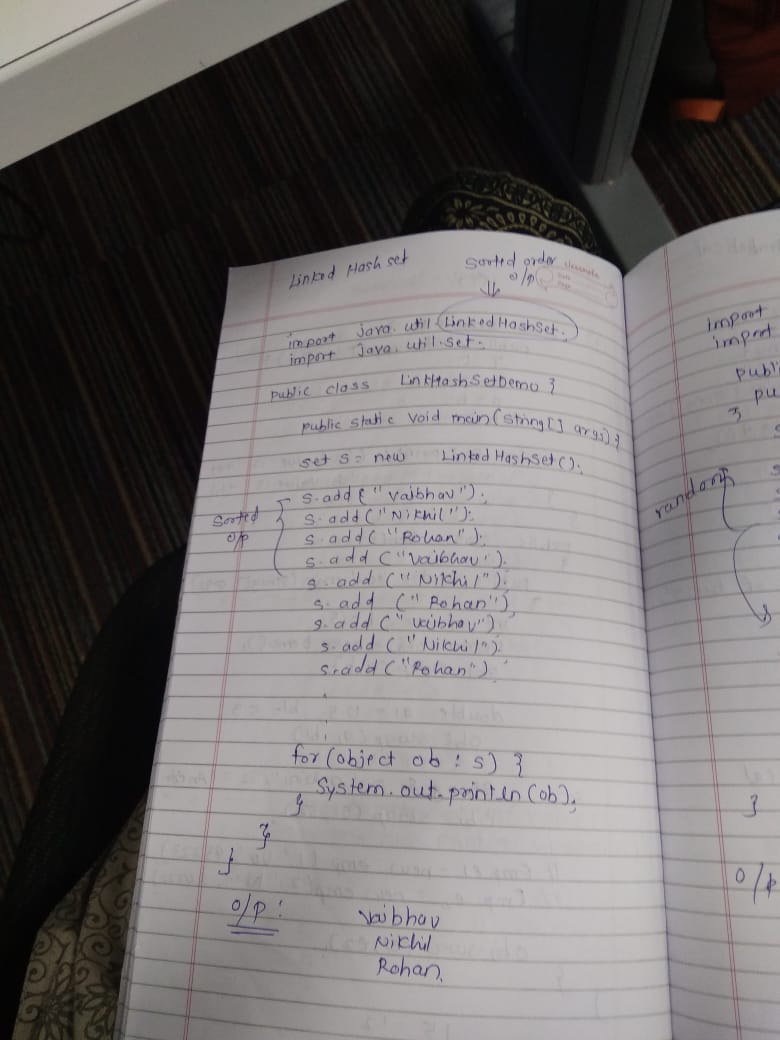 Linked Hash set
sorted order
o/p
classmate
Date
Page
import java.util.LinkedHashSet;
import java.util.set;
public class LinkHashSetDemo {
public static void main(string[] args) {
set s = new LinkedHashSet();
s.add("Vaibhav");
s.add("Nikhil");
Sorted
o/p
s.add("Rohan");
s.add("Vaibhav").
s.add("Nikhil");
s.add ("Rohan");
s.add("Vaibhav");
s.add("Nikhil").
s.add("Rohan")
for(object ob : s) {
System.out.println(ob);
}
}
}
O/P:
Vaibhav
Nikhil
Rohan
import
import
publi
pu
}
random
}
o/p